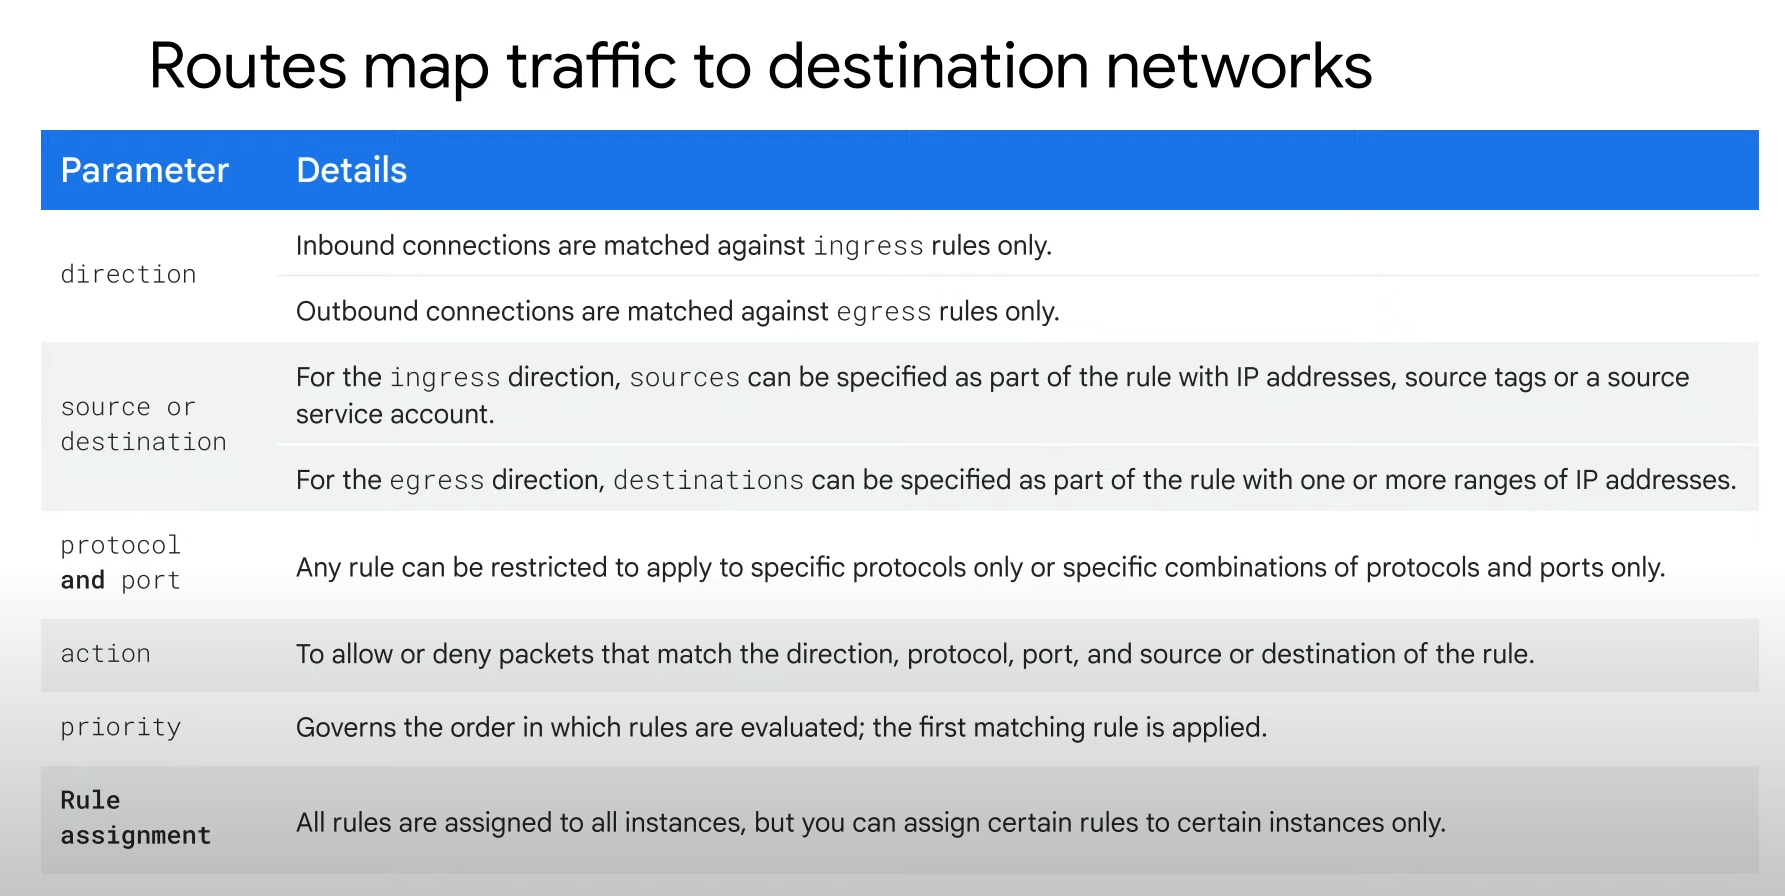 Routes map traffic to destination networks
Parameter
Details
direction
Inbound connections are matched against ingress rules only.
Outbound connections are matched against egress rules only.
source or
destination
For the ingress direction, sources can be specified as part of the rule with IP addresses, source tags or a source
service account.
For the egress direction, destinations can be specified as part of the rule with one or more ranges of IP addresses.
protocol
and port
Any rule can be restricted to apply to specific protocols only or specific combinations of protocols and ports only.
action
To allow or deny packets that match the direction, protocol, port, and source or destination of the rule.
priority
Governs the order in which rules are evaluated; the first matching rule is applied.
Rule
assignment
All rules are assigned to all instances, but you can assign certain rules to certain instances only.